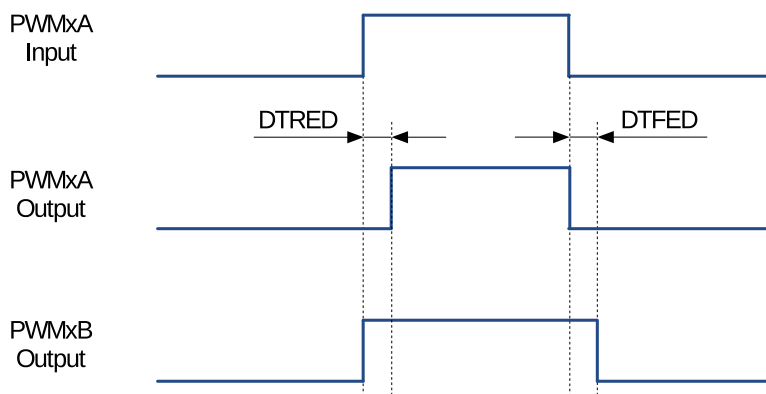 PWMxA
Input
DTRED
DTFED
PWMxA
Output
PWMxB
Output